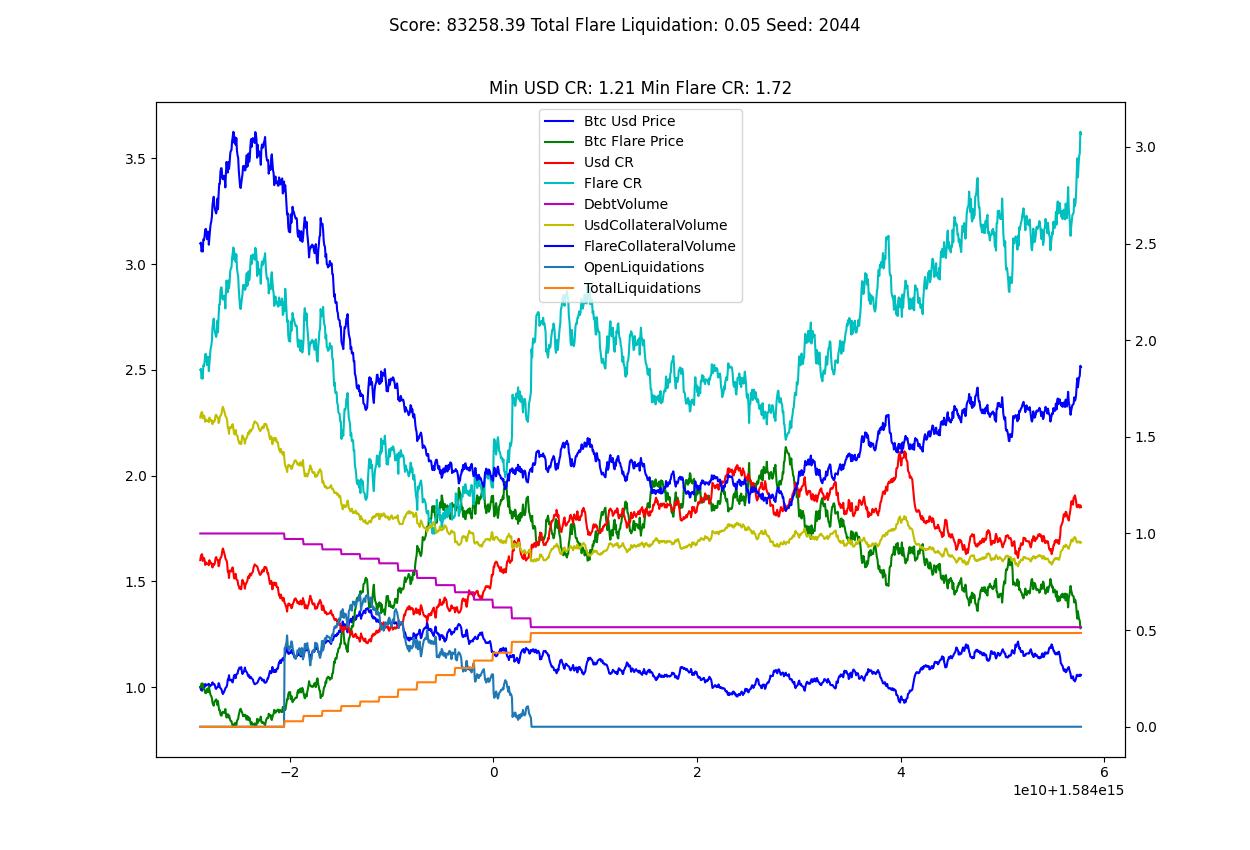 Score: 83258.39 Total Flare Liquidation: 0.05 Seed: 2044
Min USD CR: 1.21 Min Flare CR: 1.72
Btc Usd Price
Btc Flare Price
Usd CR
Flare CR
DebtVolume
UsdCollateralVolume
FlareCollateralVolume
OpenLiquidations
TotalLiquidations
3.5
3.0
2.5
2.0
1.5
1.0
3.0
2.5
2.0
1.5
1.0
0.5
0.0
−2 0 2 4 6
1e10+1.584e15